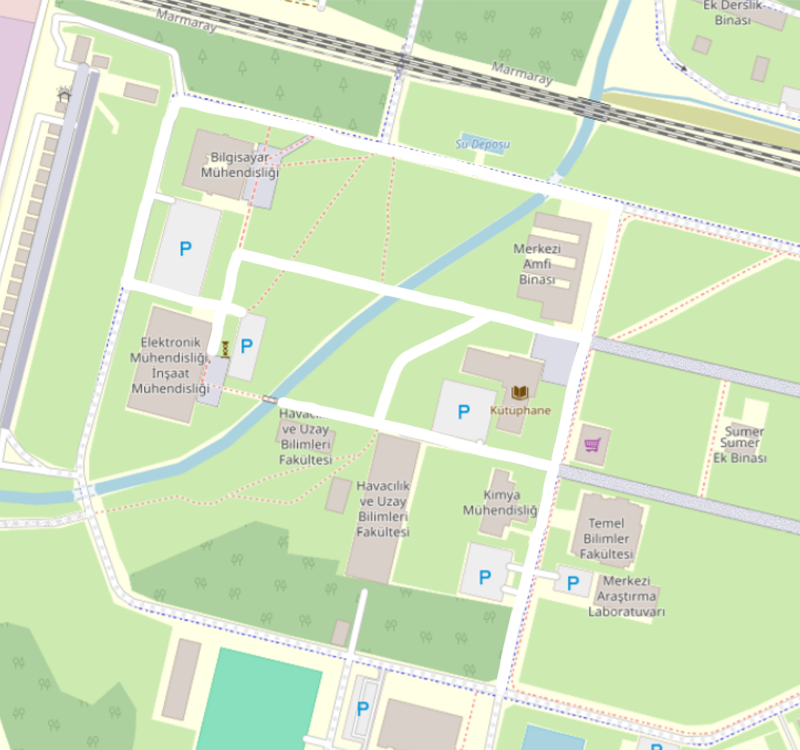 Marmaray
Ek Derslik
Binası
Marmaray
Su Deposu
Bilgisayar
Mühendisliği
P
Merkezi
Amfi
Binası
Elektronik
Mühendisliği,
İnşaat
Mühendisliği
P
P
Kütüphane
Havacılık
ve Uzay
Bilimleri
Fakültesi
Sumer
Sumer
Ek Binası
Havacılık
ve Uzay
Bilimleri
Fakültesi
Kimya
Mühendisliğ
Temel
Bilimler
Fakültesi
P
P
Merkezi
Araştırma
Laboratuvarı
P
P